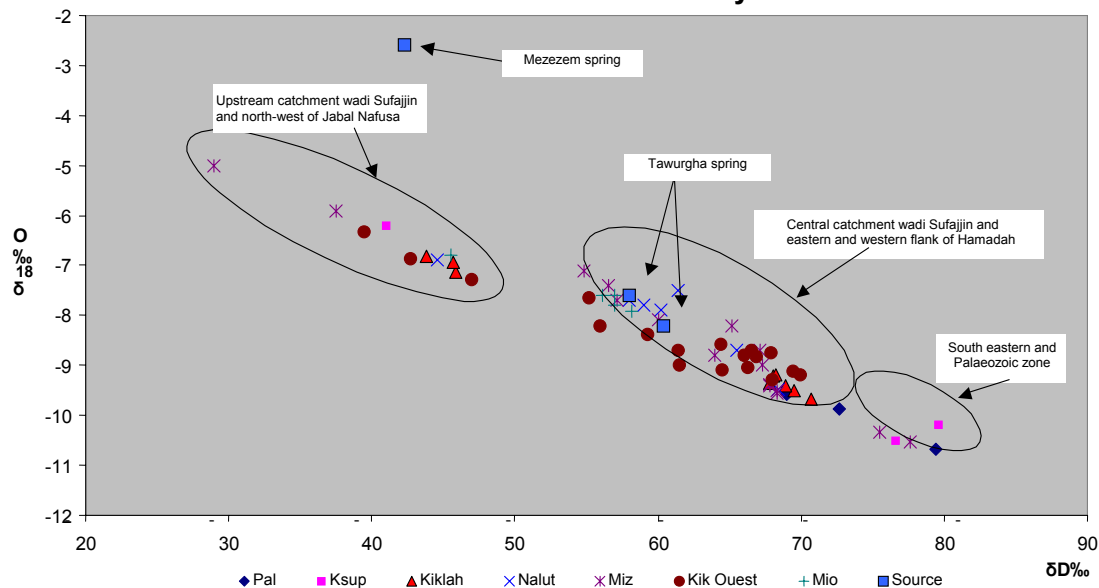 -2
-3
-4
-5
-6
-7
-8
-9
-10
-11
-12
O
‰
18
δ
Mezezem spring
Upstream catchment wadi Sufajjin
and north-west of Jabal Nafusa
Tawurgha spring
Central catchment wadi Sufajjin and
eastern and western flank of Hamadah
South eastern and
Palaeozoic zone
- - - - - -
20 30 40 50 60 70 80 90
δD‰
Pal Ksup Kiklah Nalut Miz Kik Ouest Mio Source